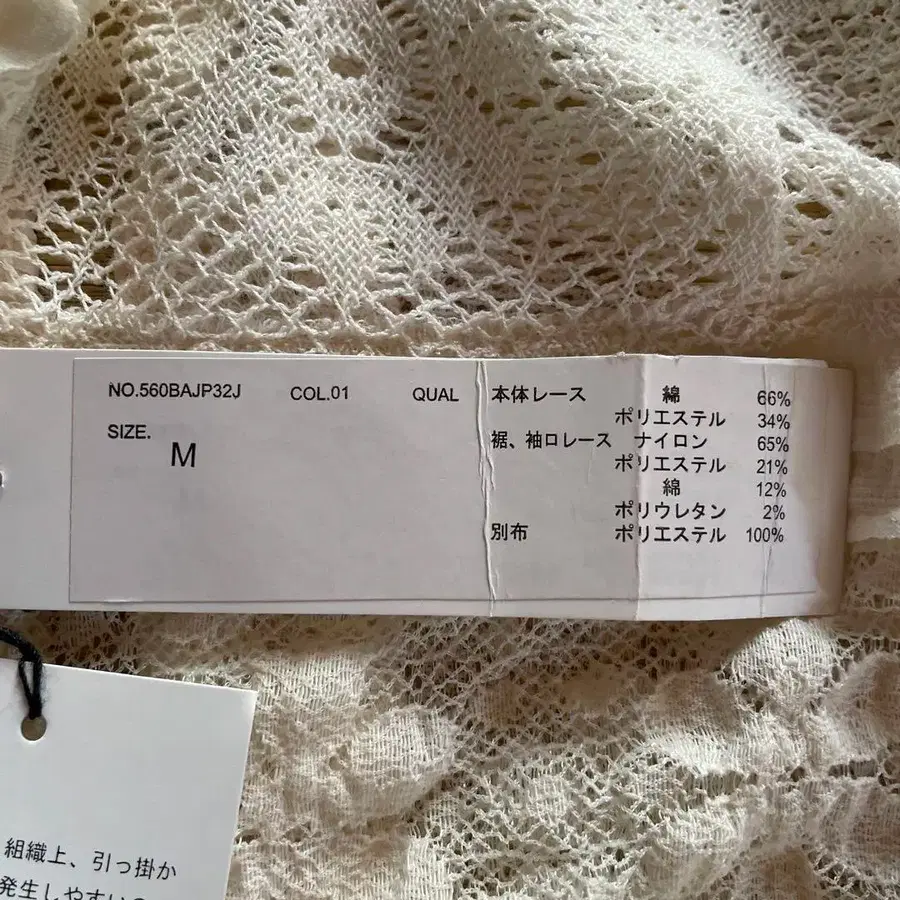 NO.560BAJP32J COL.01 QUAL 本体レース 綿 66%
ポリエステル 34%
SIZE. 裾、袖口レース ナイロン 65%
M ポリエステル 21%
綿 12%
ポリウレタン 2%
別布 ポリエステル 100%
組織上、引っ掛か
発生しやすい